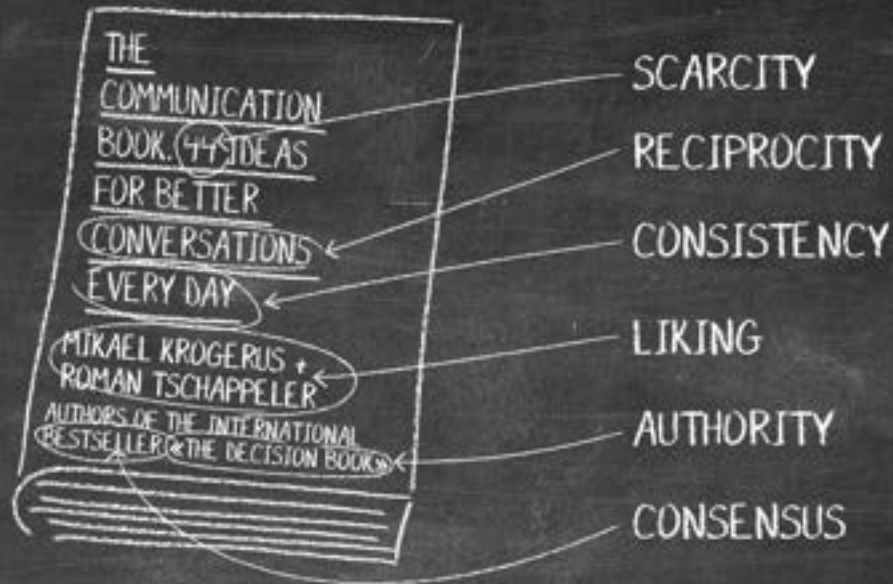 THE
COMMUNICATION
BOOK. 44 IDEAS
FOR BETTER
CONVERSATIONS
EVERY DAY
MIKAEL KROGERUS +
ROMAN TSCHAPPELER
AUTHORS OF THE INTERNATIONAL
BESTSELLER «THE DECISION BOOK»
SCARCITY
RECIPROCITY
CONSISTENCY
LIKING
AUTHORITY
CONSENSUS